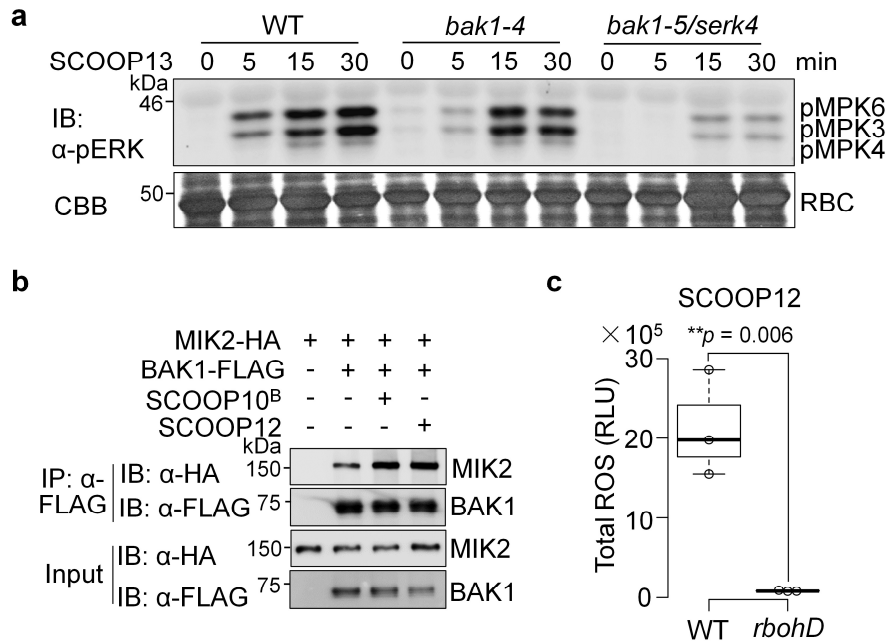 a
WT bak1-4 bak1-5/serk4
SCOOP13 0 5 15 30 0 5 15 30 0 5 15 30 min
kDa
46
IB:
α-pERK
pMPK6
pMPK3
pMPK4
CBB 50 RBC
b
MIK2-HA + + + +
BAK1-FLAG - + + +
SCOOP10ᴮ - - + -
SCOOP12 - - - +
kDa
IP: α-
FLAG
IB: α-HA 150 MIK2
IB: α-FLAG 75 BAK1
Input
IB: α-HA 150 MIK2
IB: α-FLAG 75 BAK1
c
SCOOP12
×10⁵
**p = 0.006
Total ROS (RLU)
30
20
10
0
WT rbohD